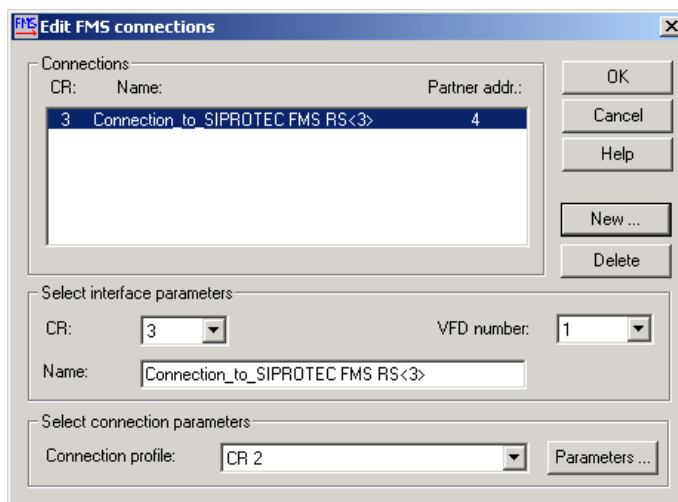 FMS Edit FMS connections
Connections
CR: Name: Partner addr.:
3 Connection_to_SIPROTEC FMS RS<3> 4
OK
Cancel
Help
New ...
Delete
Select interface parameters
CR: 3 VFD number: 1
Name: Connection_to_SIPROTEC FMS RS<3>
Select connection parameters
Connection profile: CR 2 Parameters ...